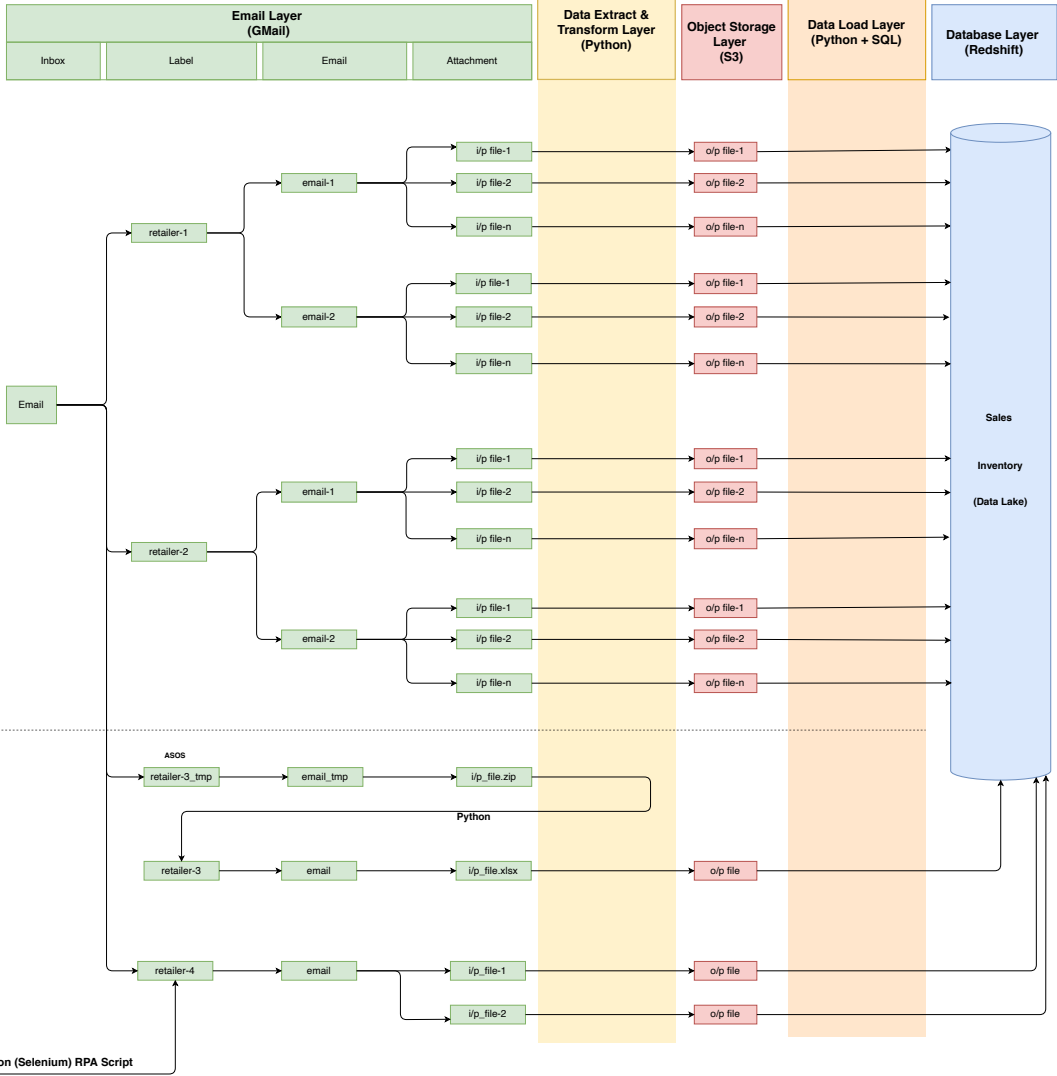 Email Layer
(GMail)
Data Extract &
Transform Layer
(Python)
Object Storage
Layer
(S3)
Data Load Layer
(Python + SQL)
Database Layer
(Redshift)
Inbox
Label
Email
Attachment
i/p file-1
o/p file-1
email-1
i/p file-2
o/p file-2
retailer-1
i/p file-n
o/p file-n
i/p file-1
o/p file-1
email-2
i/p file-2
o/p file-2
i/p file-n
o/p file-n
Email
Sales
Inventory
(Data Lake)
i/p file-1
o/p file-1
email-1
i/p file-2
o/p file-2
i/p file-n
o/p file-n
retailer-2
i/p file-1
o/p file-1
email-2
i/p file-2
o/p file-2
i/p file-n
o/p file-n
ASOS
retailer-3_tmp
email_tmp
i/p_file.zip
Python
retailer-3
email
i/p_file.xlsx
o/p file
retailer-4
email
i/p_file-1
o/p file
i/p_file-2
o/p file
on (Selenium) RPA Script